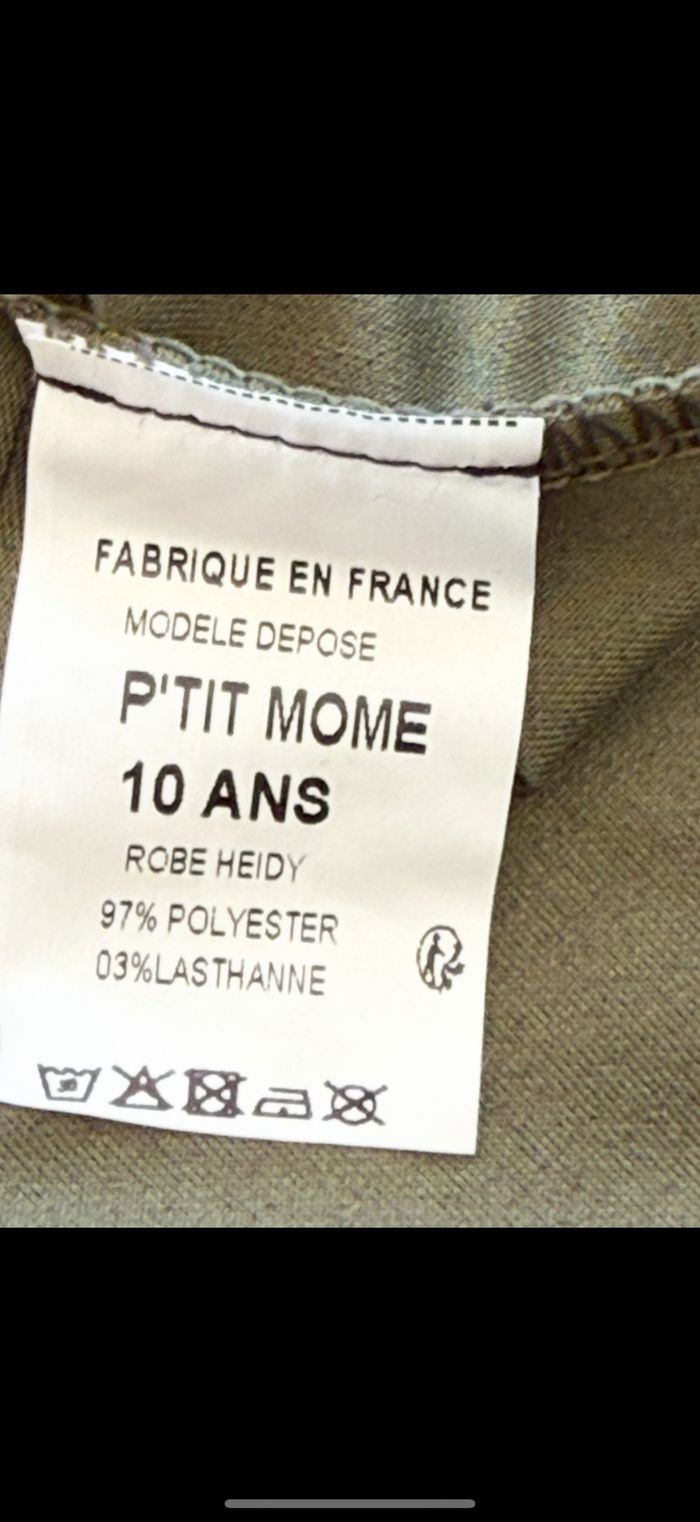 FABRIQUE EN FRANCE
MODELE DEPOSE
P'TIT MOME
10 ANS
ROBE HEIDY
97% POLYESTER
03%LASTHANNE